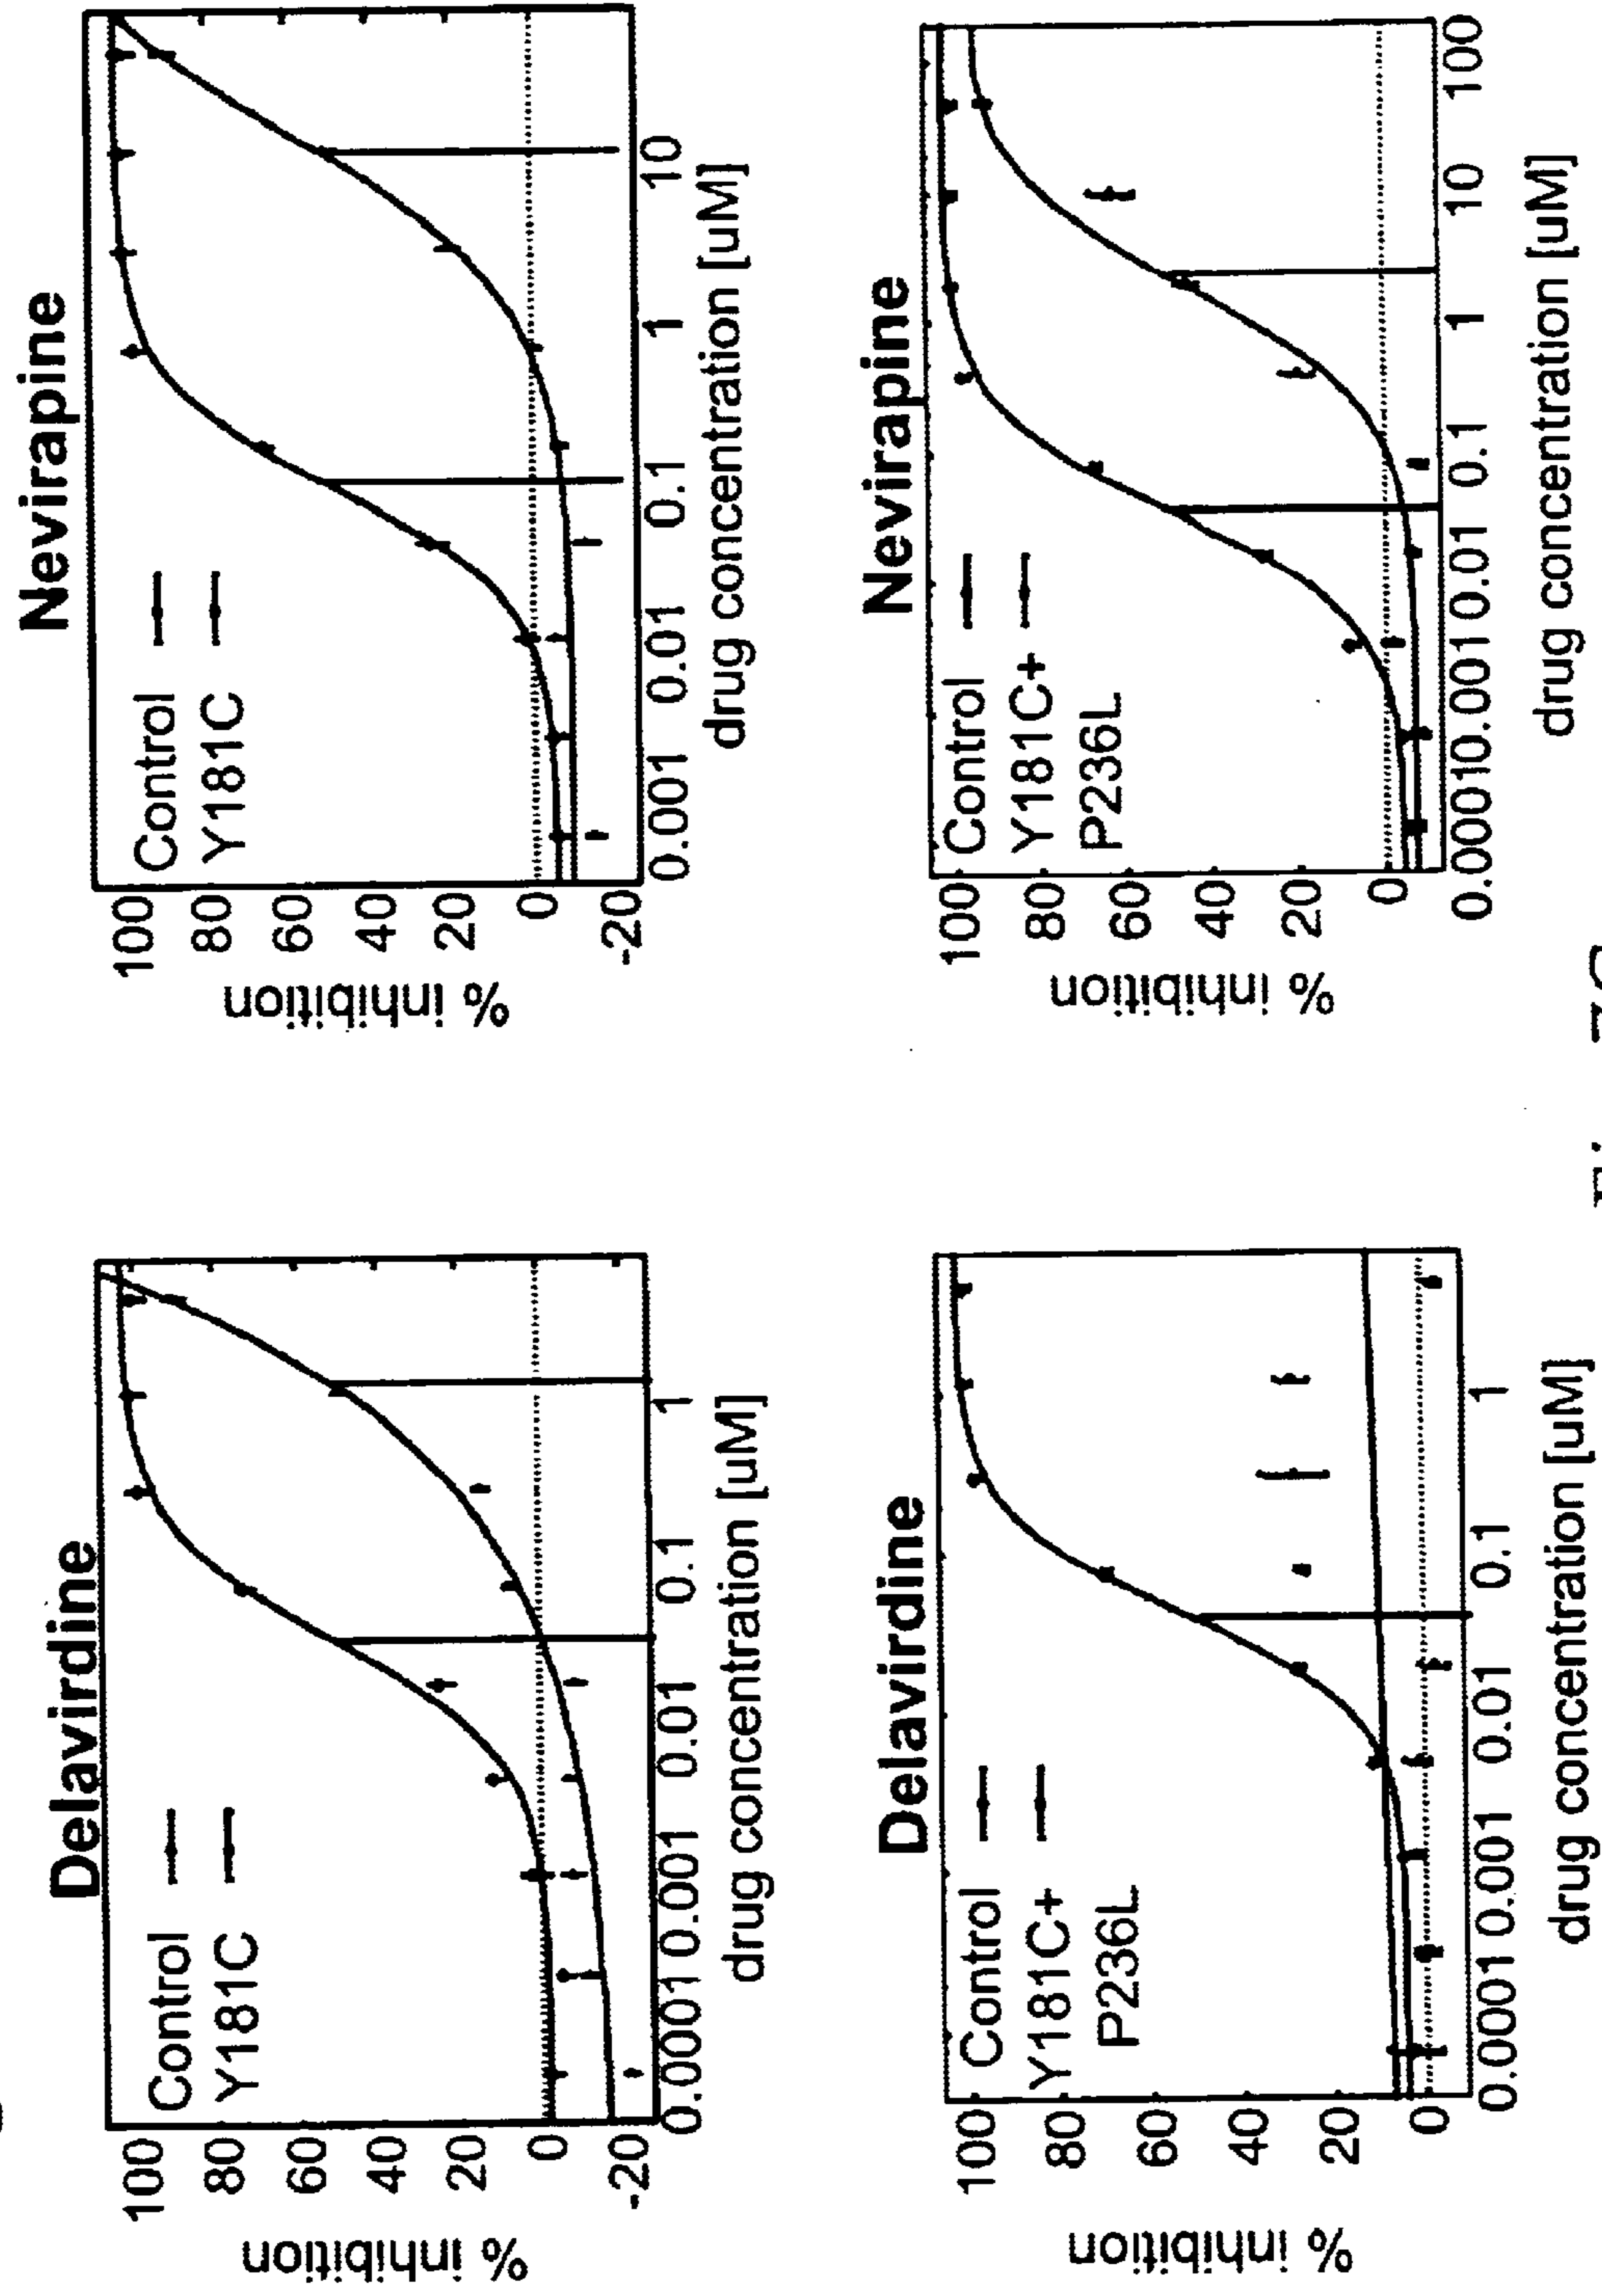 Delavirdine
Control
Y181C
100
80
60
40
20
0
-20
% inhibition
0.0001 0.001 0.01 0.1 1
drug concentration [uM]
Nevirapine
Control
Y181C
100
80
60
40
20
0
-20
% inhibition
0.001 0.01 0.1 1 10
drug concentration [uM]
Delavirdine
Control
Y181C+
P236L
100
80
60
40
20
0
% inhibition
0.0001 0.001 0.01 0.1 1
drug concentration [uM]
Nevirapine
Control
Y181C+
P236L
100
80
60
40
20
0
% inhibition
0.00010.001 0.01 0.1 1 10 100
drug concentration [uM]